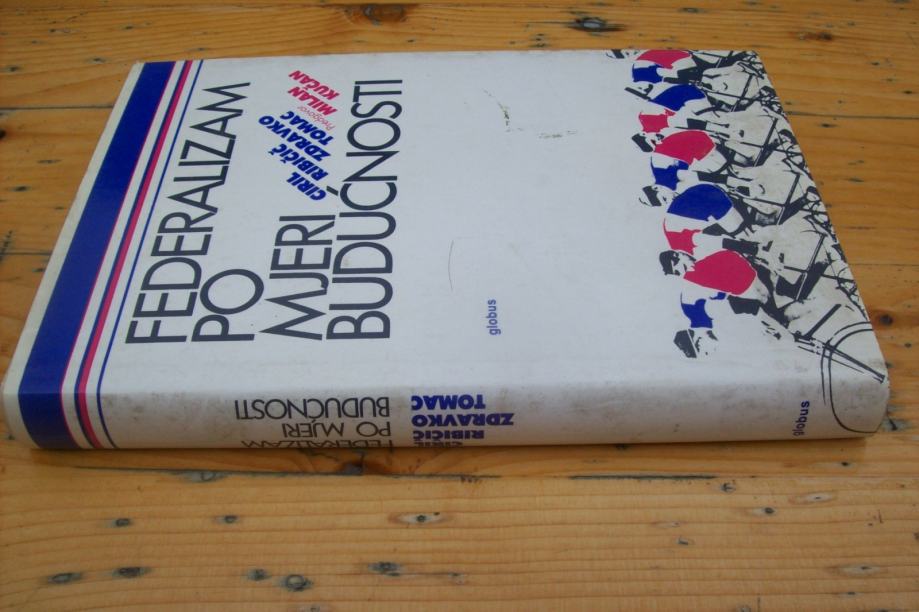 FEDERALIZAM
PO
MJERI
BUDUĆNOSTI
CIRIL
RIBIČIČ
ZDRAVKO
TOMAC
Predgovor
MILAN
KUČAN
globus
FEDERALIZAM
PO MJERI
BUDUĆNOSTI
CIRIL
RIBIČIČ
ZDRAVKO
TOMAC
globus